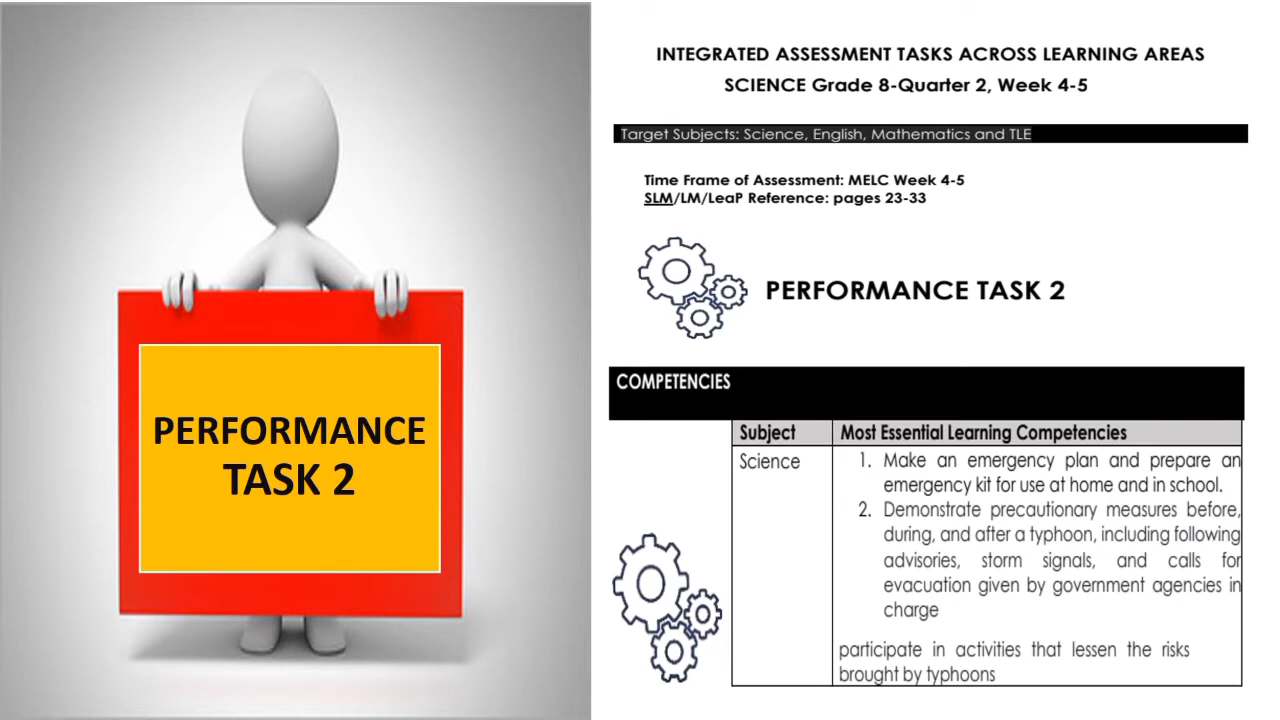 PERFORMANCE
TASK 2
INTEGRATED ASSESSMENT TASKS ACROSS LEARNING AREAS
SCIENCE Grade 8-Quarter 2, Week 4-5
Target Subjects: Science, English, Mathematics and TLE
Time Frame of Assessment: MELC Week 4-5
SLM/LM/LeaP Reference: pages 23-33
PERFORMANCE TASK 2
COMPETENCIES
Subject Most Essential Learning Competencies
Science 1. Make an emergency plan and prepare an
emergency kit for use at home and in school.
2. Demonstrate precautionary measures before,
during, and after a typhoon, including following
advisories, storm signals, and calls for
evacuation given by government agencies in
charge
participate in activities that lessen the risks
brought by typhoons